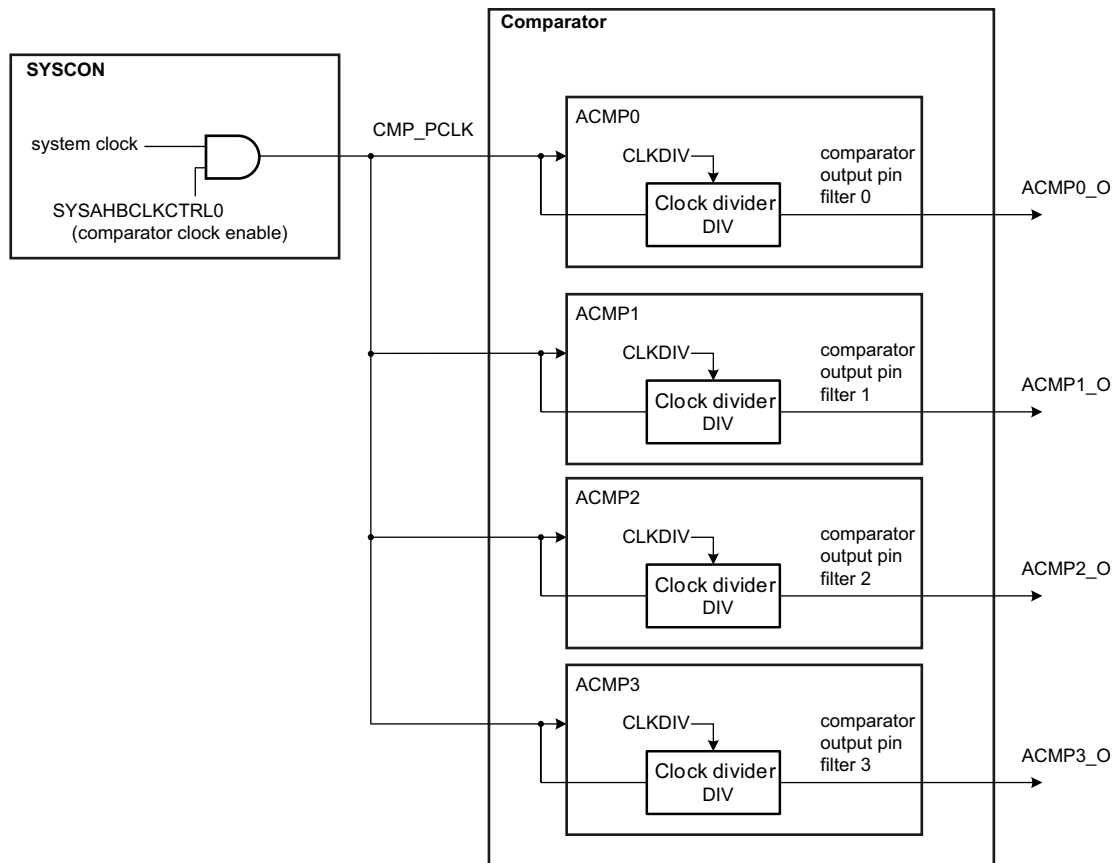 Comparator
SYSCON
system clock
SYSAHBCLKCTRL0
(comparator clock enable)
CMP_PCLK
ACMP0
CLKDIV
Clock divider
DIV
comparator
output pin
filter 0
ACMP0_O
ACMP1
CLKDIV
Clock divider
DIV
comparator
output pin
filter 1
ACMP1_O
ACMP2
CLKDIV
Clock divider
DIV
comparator
output pin
filter 2
ACMP2_O
ACMP3
CLKDIV
Clock divider
DIV
comparator
output pin
filter 3
ACMP3_O